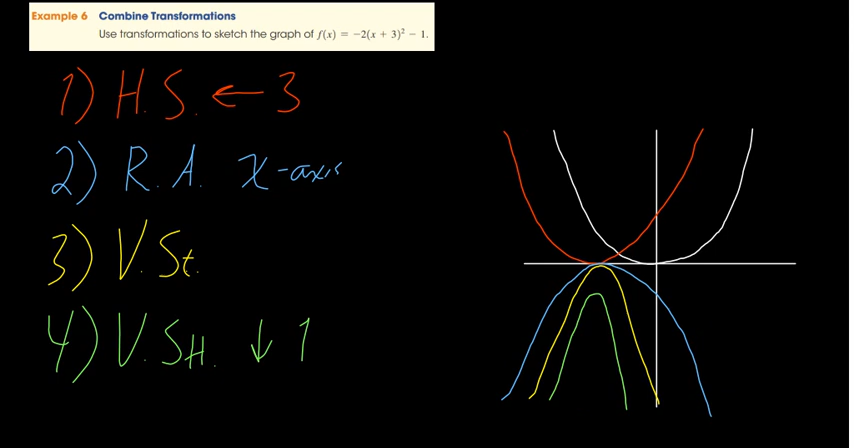 Example 6 Combine Transformations
Use transformations to sketch the graph of f(x) = −2(x + 3)² − 1.
1) H.S. ← 3
2) R.A. x-axis
3) V. St.
4) V. SH. ↓ 1